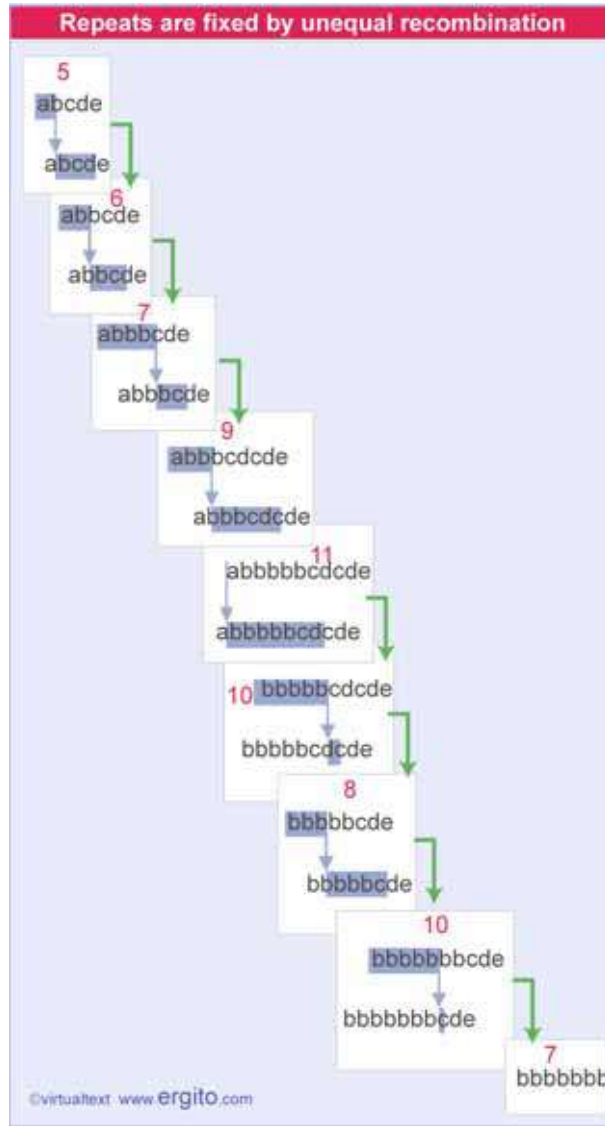 Repeats are fixed by unequal recombination
5
abcde
abcde
6
abbcde
abbcde
7
abbbcde
abbbcde
9
abbbcdcde
abbbcdcde
11
abbbbbcdcde
abbbbbcdcde
10 bbbbbcdcde
bbbbbcdcde
8
bbbbbcde
bbbbbcde
10
bbbbbbbcde
bbbbbbbcde
7
bbbbbbb
©virtualtext www.ergito.com